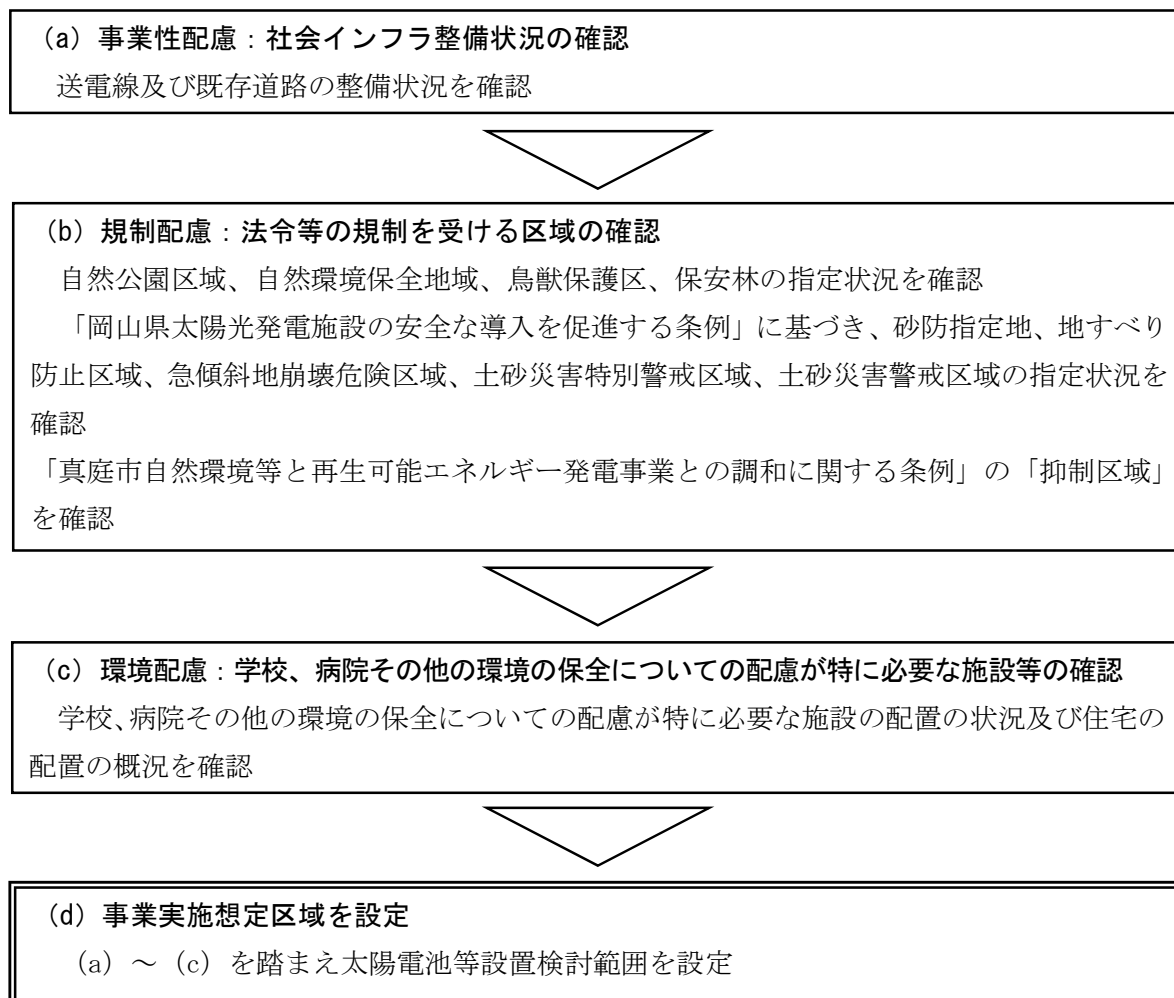 (a) 事業性配慮：社会インフラ整備状況の確認
送電線及び既存道路の整備状況を確認
(b) 規制配慮：法令等の規制を受ける区域の確認
自然公園区域、自然環境保全地域、鳥獣保護区、保安林の指定状況を確認
「岡山県太陽光発電施設の安全な導入を促進する条例」に基づき、砂防指定地、地すべり
防止区域、急傾斜地崩壊危険区域、土砂災害特別警戒区域、土砂災害警戒区域の指定状況を
確認
「真庭市自然環境等と再生可能エネルギー発電事業との調和に関する条例」の「抑制区域」
を確認
(c) 環境配慮：学校、病院その他の環境の保全についての配慮が特に必要な施設等の確認
学校、病院その他の環境の保全についての配慮が特に必要な施設の配置の状況及び住宅の
配置の概況を確認
(d) 事業実施想定区域を設定
(a) ～ (c) を踏まえ太陽電池等設置検討範囲を設定